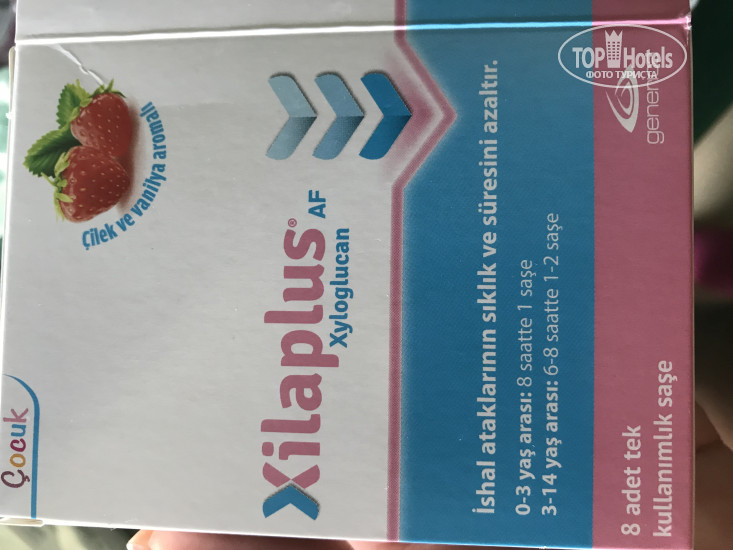 Çocuk
Çilek ve vanilya aromalı
Xilaplus®
AF
Xyloglucan
İshal ataklarının sıklık ve süresini azaltır.
0-3 yaş arası: 8 saatte 1 saşe
3-14 yaş arası: 6-8 saatte 1-2 saşe
8 adet tek
kullanımlık saşe
TOP Hotels
ФОТО ТУРИСТА